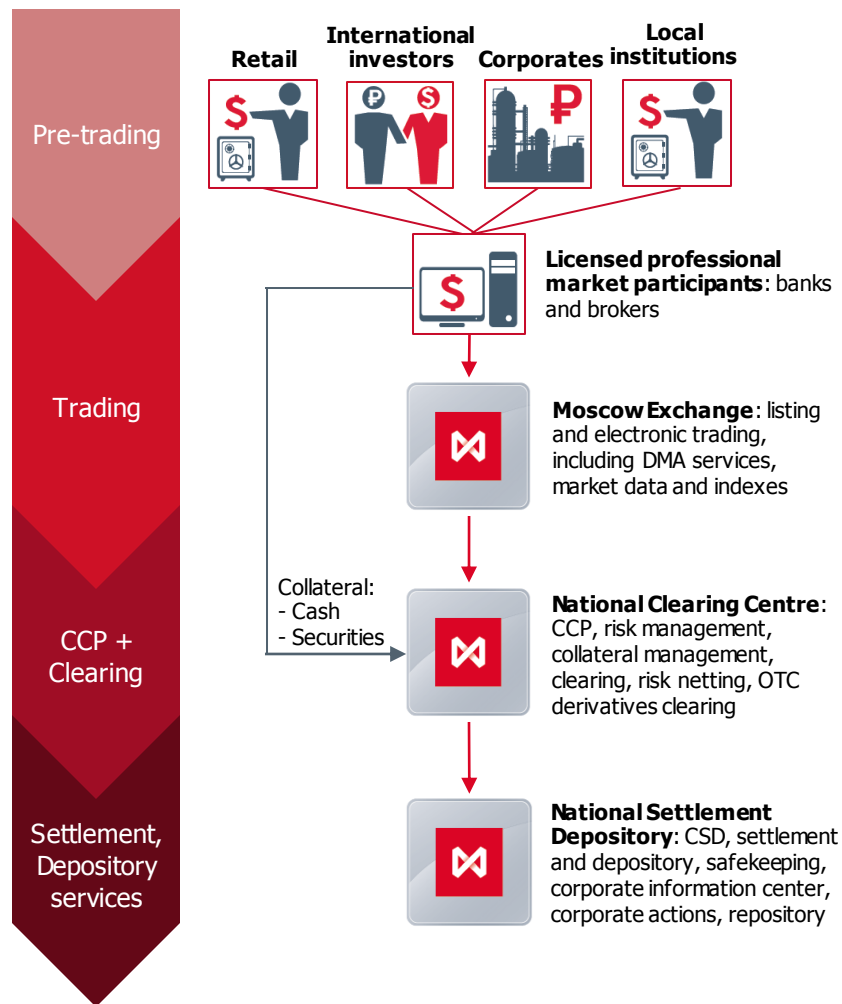 Retail
International
investors
Corporates
Local
institutions
Pre-trading
$
₽ $
₽
$
$
Licensed professional
market participants: banks
and brokers
Trading
Moscow Exchange: listing
and electronic trading,
including DMA services,
market data and indexes
Collateral:
- Cash
- Securities
CCP +
Clearing
National Clearing Centre:
CCP, risk management,
collateral management,
clearing, risk netting, OTC
derivatives clearing
Settlement,
Depository
services
National Settlement
Depository: CSD, settlement
and depository, safekeeping,
corporate information center,
corporate actions, repository